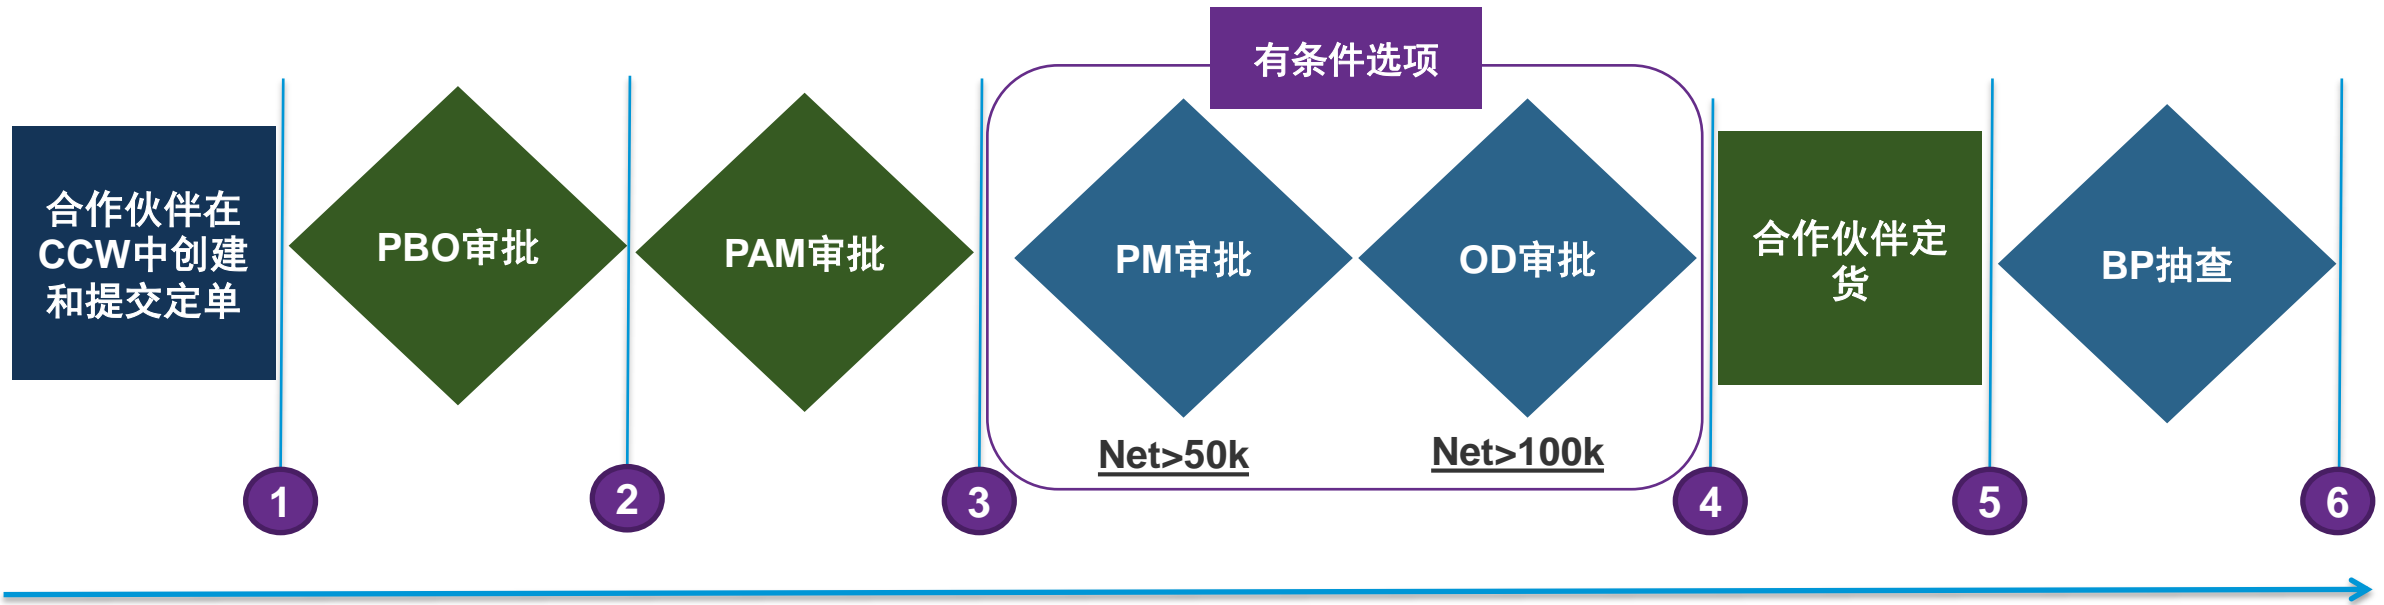 有条件选项
合作伙伴在
CCW中创建
和提交定单
PBO审批
PAM审批
PM审批
OD审批
合作伙伴定
货
BP抽查
Net>50k
Net>100k
1
2
3
4
5
6